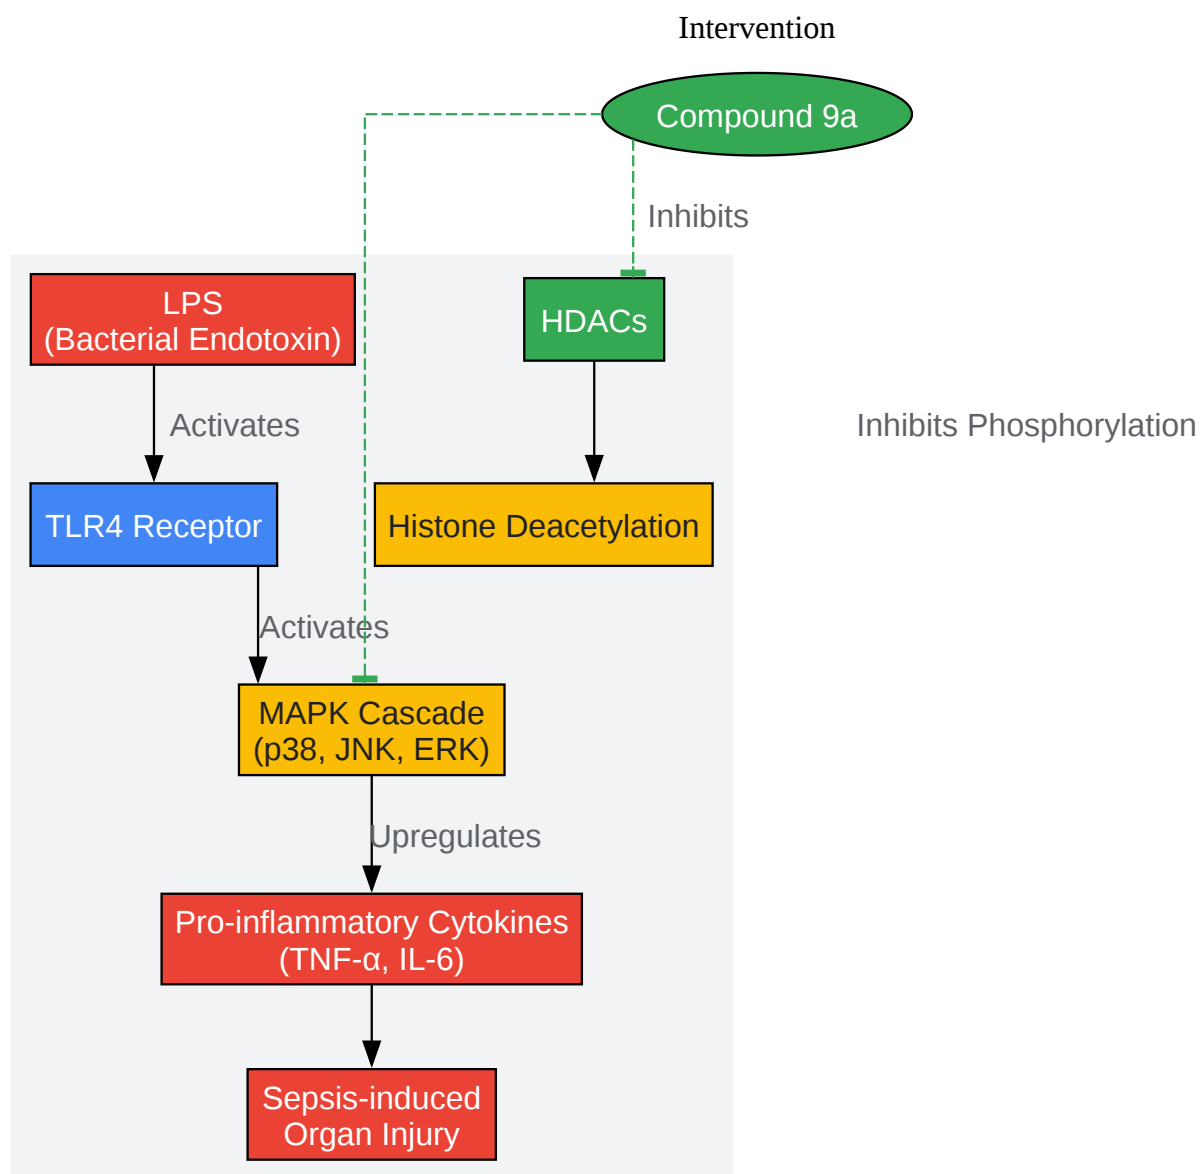 Intervention
Compound 9a
Inhibits
LPS
(Bacterial Endotoxin)
HDACs
Activates
Inhibits Phosphorylation
TLR4 Receptor
Histone Deacetylation
Activates
MAPK Cascade
(p38, JNK, ERK)
Upregulates
Pro-inflammatory Cytokines
(TNF-α, IL-6)
Sepsis-induced
Organ Injury